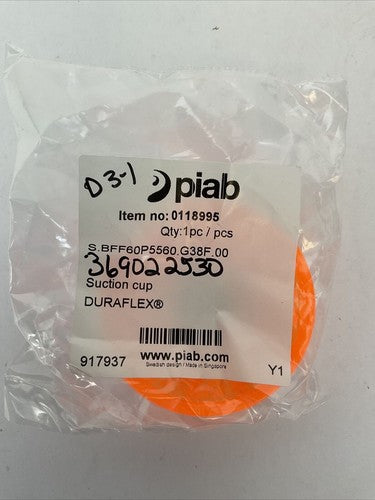 D3-1 piab
Item no: 0118995
Qty:1pc / pcs
S.BFF60P5560.G38F.00
369022530
Suction cup
DURAFLEX®
www.piab.com
917937 Swedish design / Made in Singapore Y1